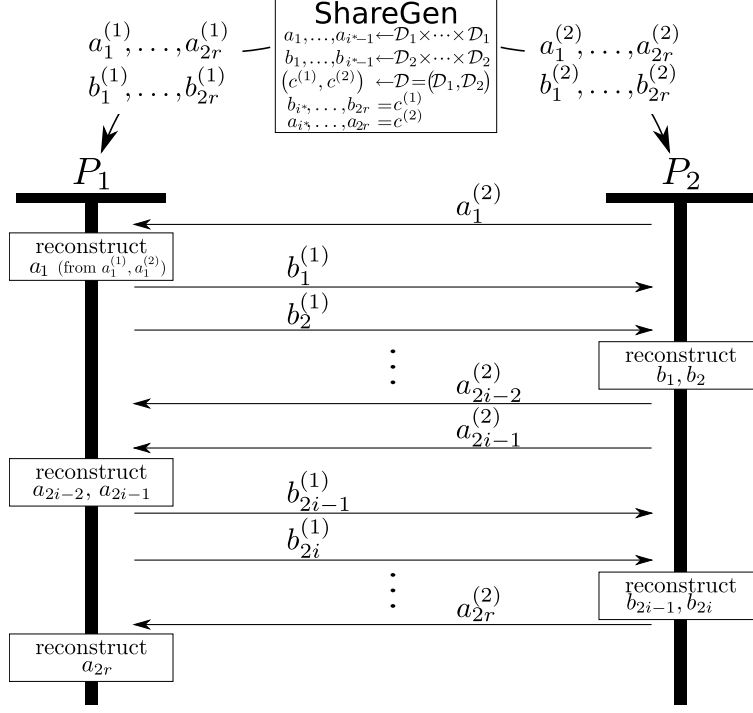 ShareGen
a_1,…,a_{i*−1}←𝒟_1×⋯×𝒟_1
b_1,…,b_{i*−1}←𝒟_2×⋯×𝒟_2
(c^{(1)}, c^{(2)}) ←𝒟=(𝒟_1,𝒟_2)
b_{i*},…,b_{2r} =c^{(1)}
a_{i*},…,a_{2r} =c^{(2)}
a_1^{(1)},…,a_{2r}^{(1)}
b_1^{(1)},…,b_{2r}^{(1)}
a_1^{(2)},…,a_{2r}^{(2)}
b_1^{(2)},…,b_{2r}^{(2)}
P_1
P_2
a_1^{(2)}
reconstruct
a_1 (from a_1^{(1)},a_1^{(2)})
b_1^{(1)}
b_2^{(1)}
reconstruct
b_1,b_2
⋮
a_{2i−2}^{(2)}
a_{2i−1}^{(2)}
reconstruct
a_{2i−2}, a_{2i−1}
b_{2i−1}^{(1)}
b_{2i}^{(1)}
reconstruct
b_{2i−1},b_{2i}
⋮
a_{2r}^{(2)}
reconstruct
a_{2r}